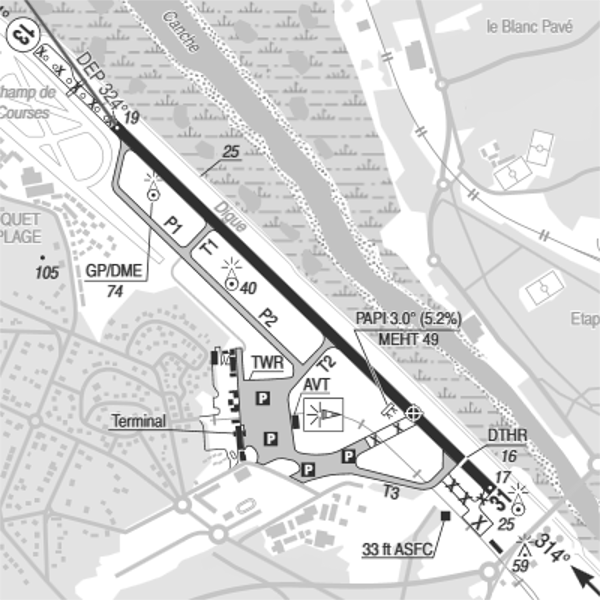 13
Canche
le Blanc Pavé
DEP 324°
19
Champ de
Courses
25
Digue
QUET
PLAGE
105
P1
T1
GP/DME
74
40
P2
PAPI 3.0° (5.2%)
MEHT 49
Etap
TWR
T2
AVT
P
Terminal
P
DTHR
16
P
P
17
T3
31
25
33 ft ASFC
314°
59